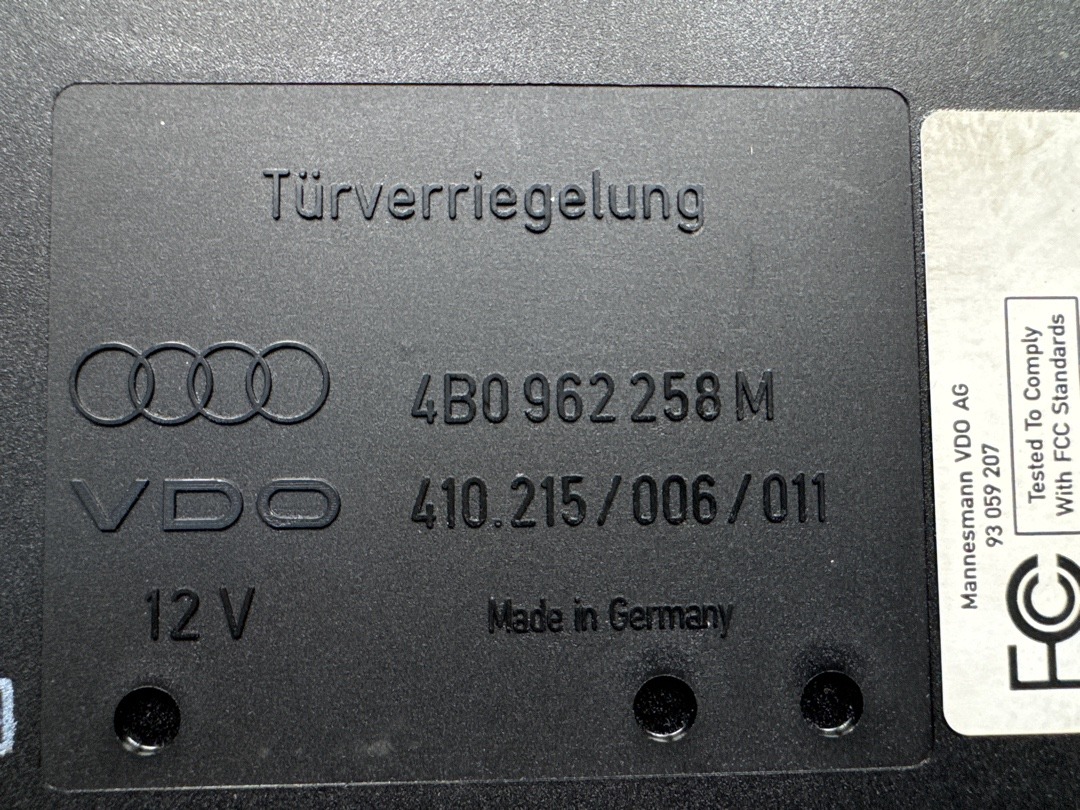 Türverriegelung
4B0 962 258 M
VDO
410.215/006/011
12 V
Made in Germany
Mannesmann VDO AG
93 059 207
Tested To Comply
With FCC Standards
FC